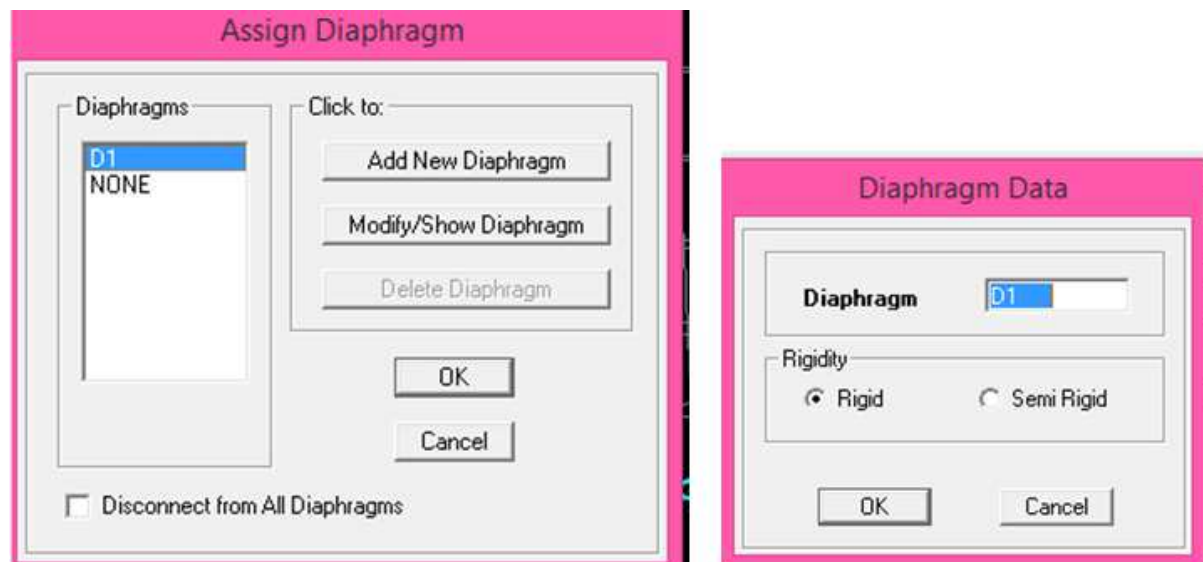 Assign Diaphragm
Diaphragms
D1
NONE
Click to:
Add New Diaphragm
Modify/Show Diaphragm
Delete Diaphragm
OK
Cancel
Disconnect from All Diaphragms
Diaphragm Data
Diaphragm D1
Rigidity
Rigid Semi Rigid
OK Cancel